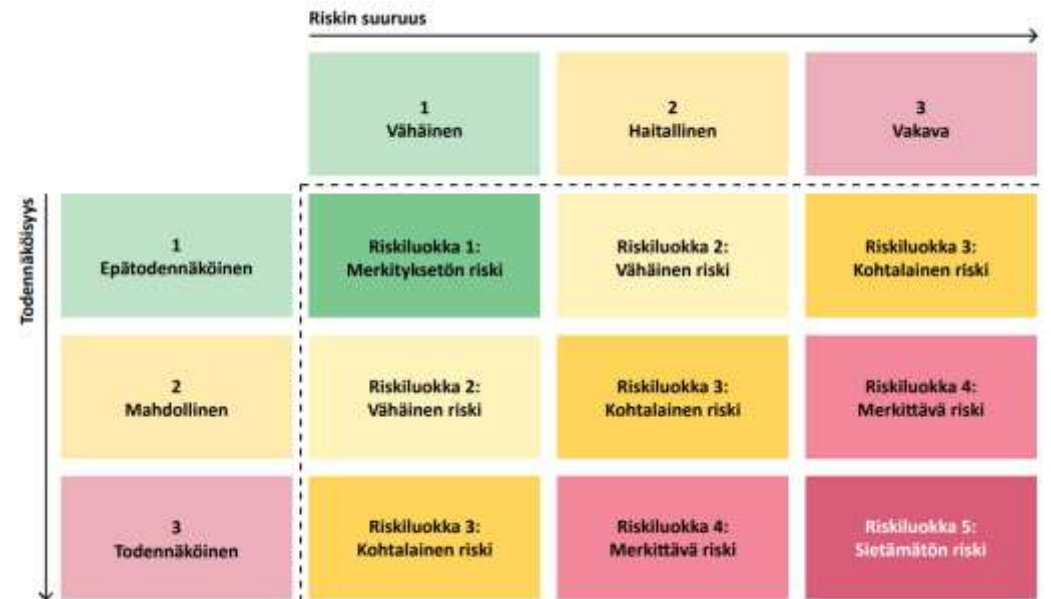 Riskin suuruus
1
Vähäinen
2
Haitallinen
3
Vakava
Todennäköisyys
1
Epätodennäköinen
Riskiluokka 1:
Merkityksetön riski
Riskiluokka 2:
Vähäinen riski
Riskiluokka 3:
Kohtalainen riski
2
Mahdollinen
Riskiluokka 2:
Vähäinen riski
Riskiluokka 3:
Kohtalainen riski
Riskiluokka 4:
Merkittävä riski
3
Todennäköinen
Riskiluokka 3:
Kohtalainen riski
Riskiluokka 4:
Merkittävä riski
Riskiluokka 5:
Sietämätön riski